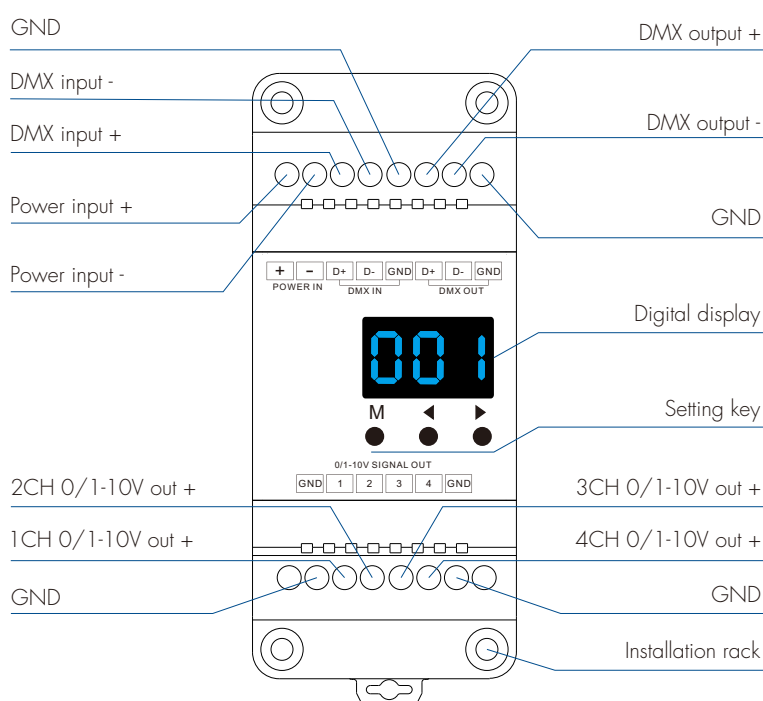 GND
DMX output +
DMX input -
DMX input +
DMX output -
Power input +
GND
Power input -
+ - D+ D- GND D+ D- GND
POWER IN DMX IN DMX OUT
Digital display
001
M ◀ ▶
Setting key
0/1-10V SIGNAL OUT
GND 1 2 3 4 GND
2CH 0/1-10V out +
3CH 0/1-10V out +
1CH 0/1-10V out +
4CH 0/1-10V out +
GND
GND
Installation rack